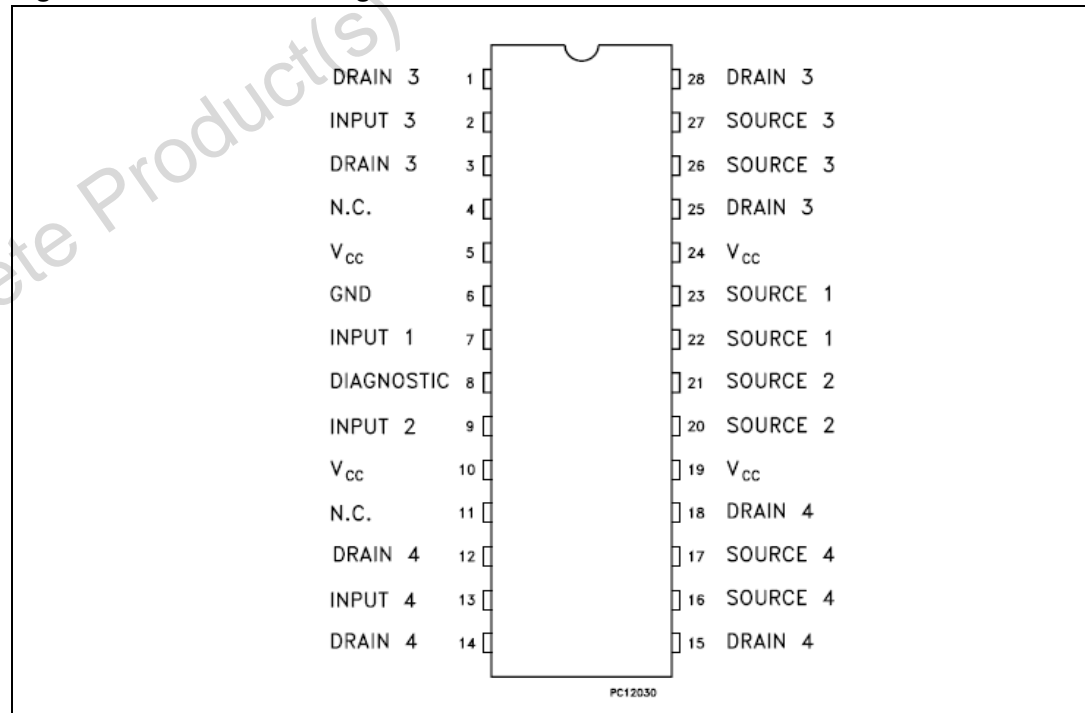 DRAIN 3 1 28 DRAIN 3
INPUT 3 2 27 SOURCE 3
DRAIN 3 3 26 SOURCE 3
N.C. 4 25 DRAIN 3
VCC 5 24 VCC
GND 6 23 SOURCE 1
INPUT 1 7 22 SOURCE 1
DIAGNOSTIC 8 21 SOURCE 2
INPUT 2 9 20 SOURCE 2
VCC 10 19 VCC
N.C. 11 18 DRAIN 4
DRAIN 4 12 17 SOURCE 4
INPUT 4 13 16 SOURCE 4
DRAIN 4 14 15 DRAIN 4
PC12030
ete Product(s)